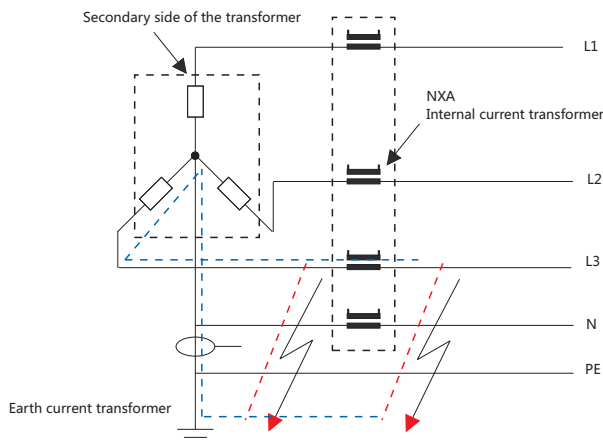 Secondary side of the transformer
L1
NXA
Internal current transformer
L2
L3
N
PE
Earth current transformer